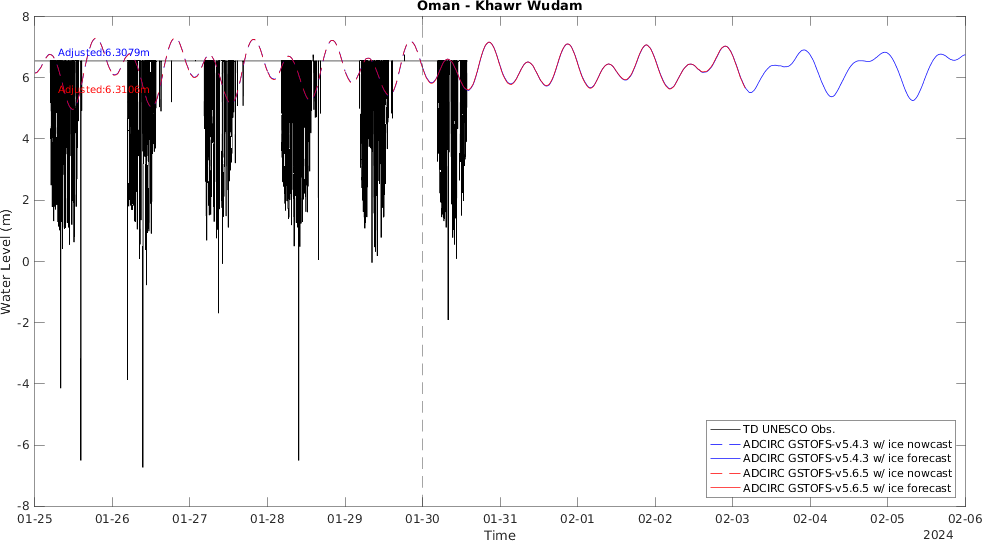 Oman - Khawr Wudam
8
6
4
2
0
-2
-4
-6
-8
Water Level (m)
Adjusted:6.3079m
Adjusted:6.3106m
TD UNESCO Obs.
ADCIRC GSTOFS-v5.4.3 w/ ice nowcast
ADCIRC GSTOFS-v5.4.3 w/ ice forecast
ADCIRC GSTOFS-v5.6.5 w/ ice nowcast
ADCIRC GSTOFS-v5.6.5 w/ ice forecast
01-25 01-26 01-27 01-28 01-29 01-30 01-31 02-01 02-02 02-03 02-04 02-05 02-06
Time
2024